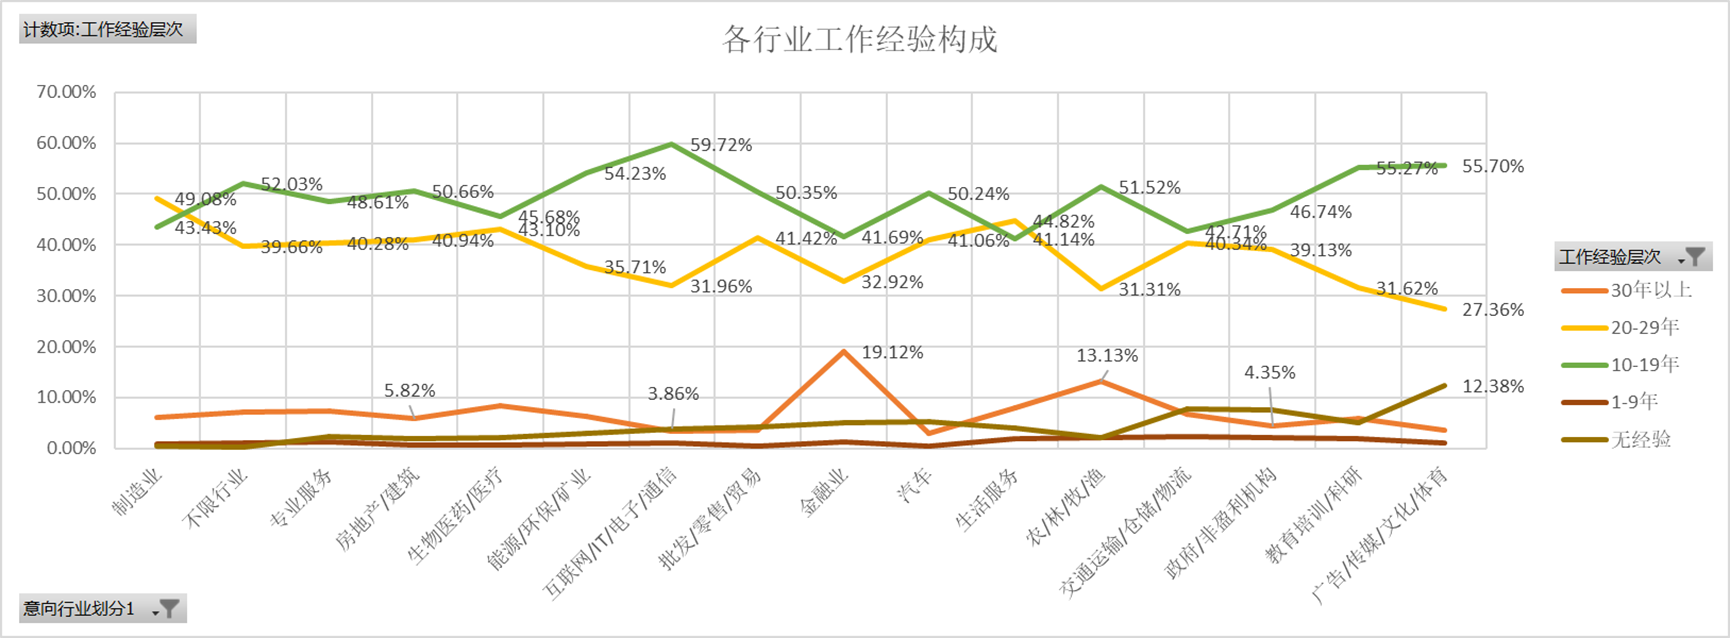 计数项:工作经验层次
各行业工作经验构成
70.00%
60.00%
50.00%
40.00%
30.00%
20.00%
10.00%
0.00%
49.08%
39.66%
40.28%
40.94%
43.10%
35.71%
31.96%
41.42%
32.92%
41.06%
44.82%
31.31%
40.34%
39.13%
31.62%
27.36%
43.43%
52.03%
48.61%
50.66%
45.68%
54.23%
59.72%
50.35%
41.69%
50.24%
41.14%
51.52%
42.71%
46.74%
55.27%
55.70%
5.82%
3.86%
19.12%
13.13%
4.35%
12.38%
制造业
不限行业
专业服务
房地产/建筑
生物医药/医疗
能源/环保/矿业
互联网/IT/电子/通信
批发/零售/贸易
金融业
汽车
生活服务
农/林/牧/渔
交通运输/仓储/物流
政府/非盈利机构
教育培训/科研
广告/传媒/文化/体育
工作经验层次
30年以上
20-29年
10-19年
1-9年
无经验
意向行业划分1